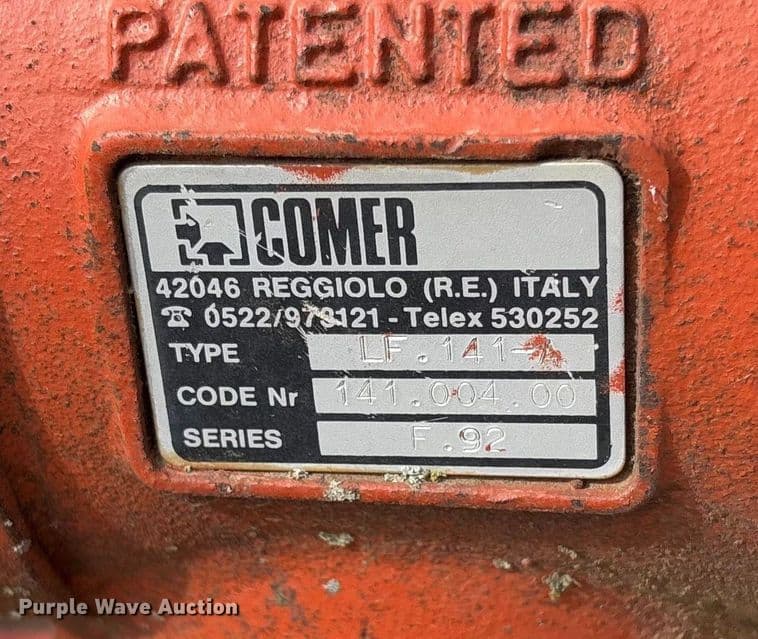 PATENTED
COMER
42046 REGGIOLO (R.E.) ITALY
☎ 0522/979121 - Telex 530252
TYPE LF.141-A
CODE Nr 141.004.00
SERIES F.92
Purple Wave Auction